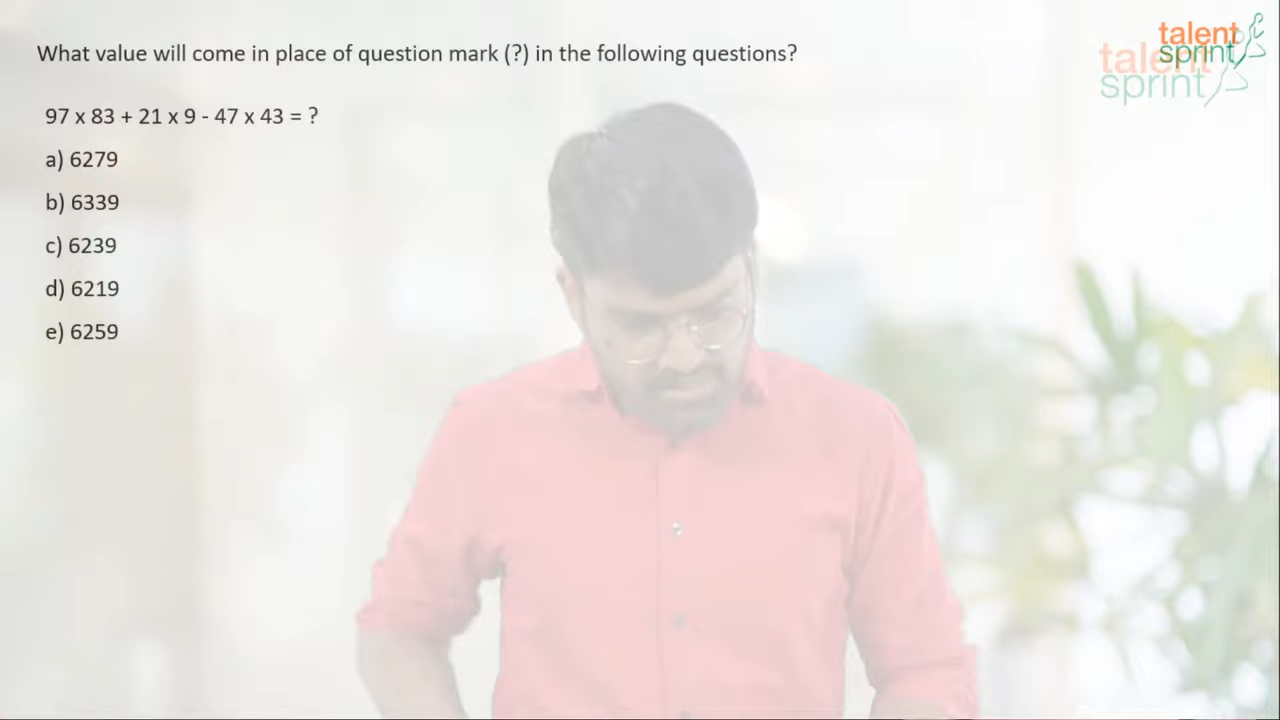 What value will come in place of question mark (?) in the following questions?
talent
sprint
talent
sprint
97 x 83 + 21 x 9 - 47 x 43 = ?
a) 6279
b) 6339
c) 6239
d) 6219
e) 6259